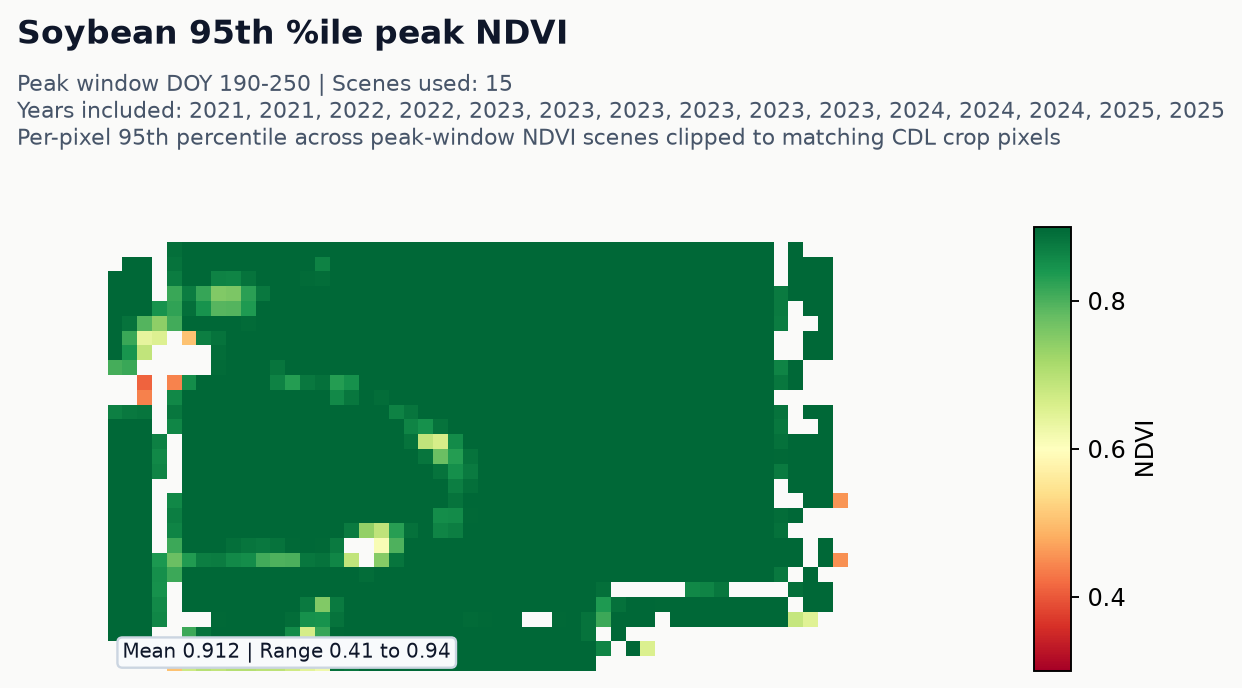 Soybean 95th %ile peak NDVI
Peak window DOY 190-250 | Scenes used: 15
Years included: 2021, 2021, 2022, 2022, 2023, 2023, 2023, 2023, 2023, 2023, 2024, 2024, 2024, 2025, 2025
Per-pixel 95th percentile across peak-window NDVI scenes clipped to matching CDL crop pixels
0.8
0.6
NDVI
0.4
Mean 0.912 | Range 0.41 to 0.94